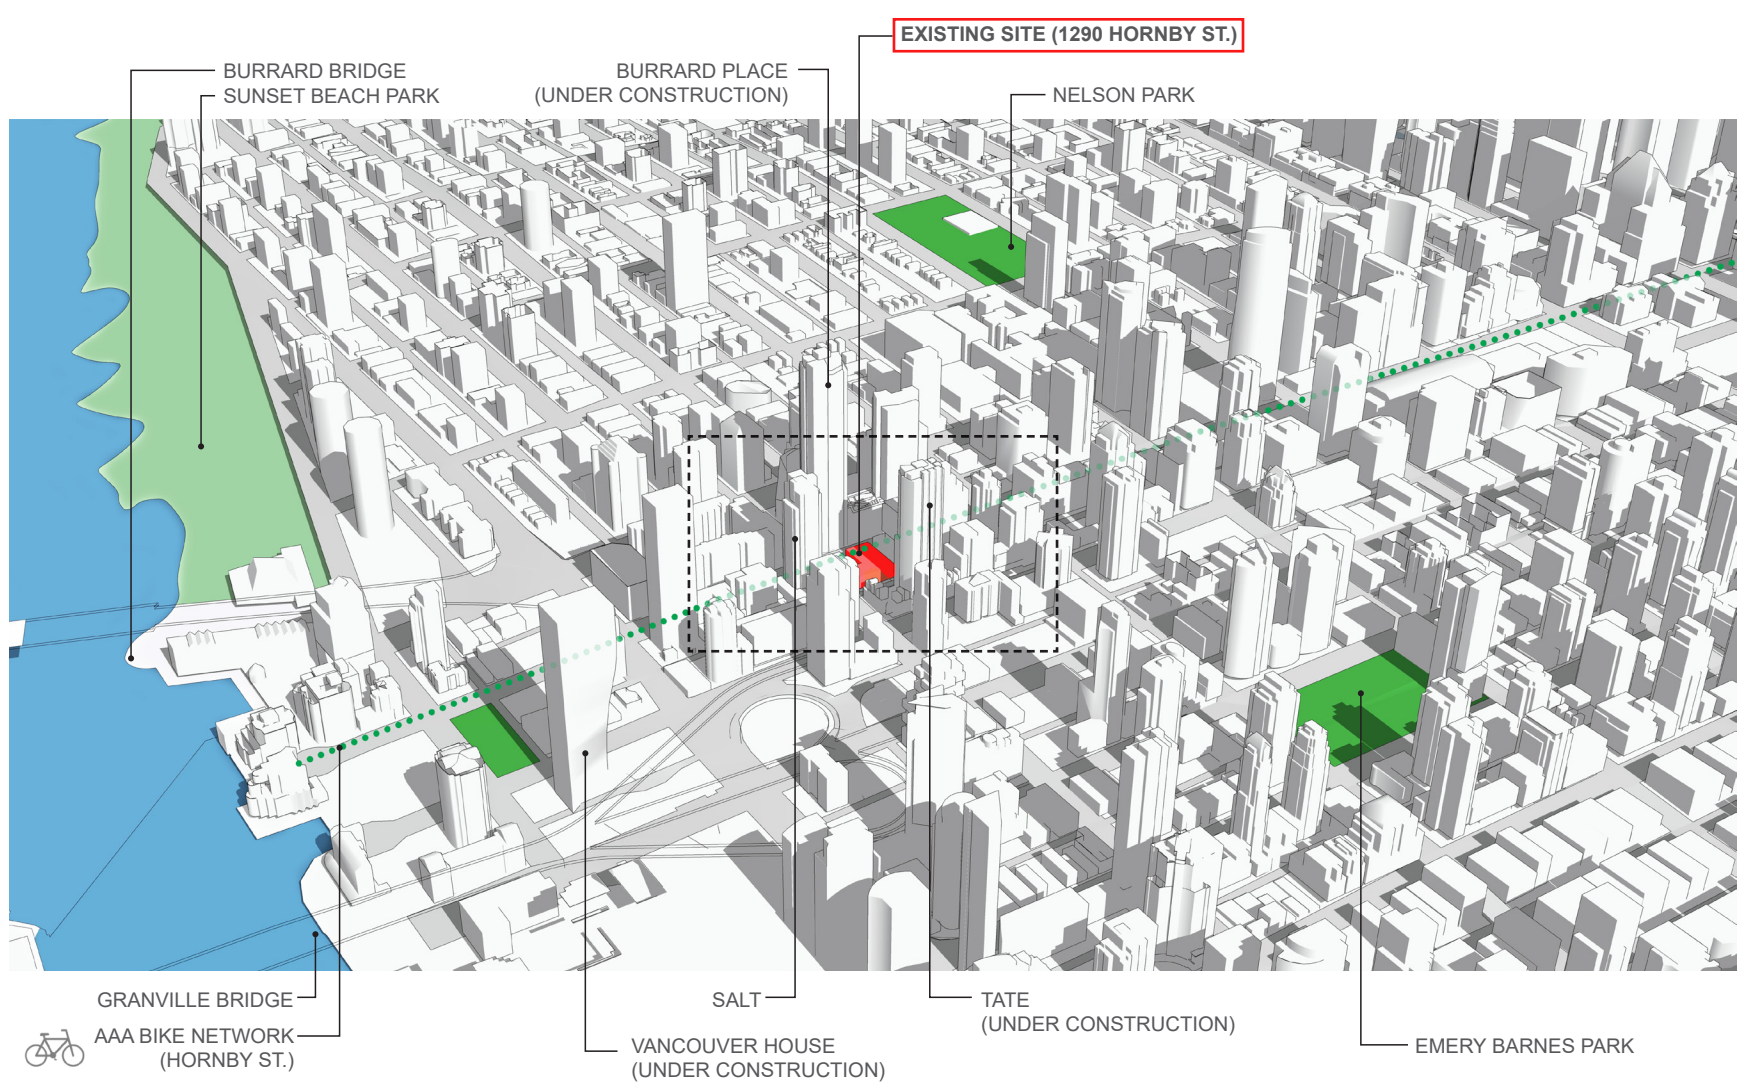 EXISTING SITE (1290 HORNBY ST.)
BURRARD BRIDGE
SUNSET BEACH PARK
BURRARD PLACE
(UNDER CONSTRUCTION)
NELSON PARK
GRANVILLE BRIDGE
AAA BIKE NETWORK
(HORNBY ST.)
VANCOUVER HOUSE
(UNDER CONSTRUCTION)
SALT
TATE
(UNDER CONSTRUCTION)
EMERY BARNES PARK